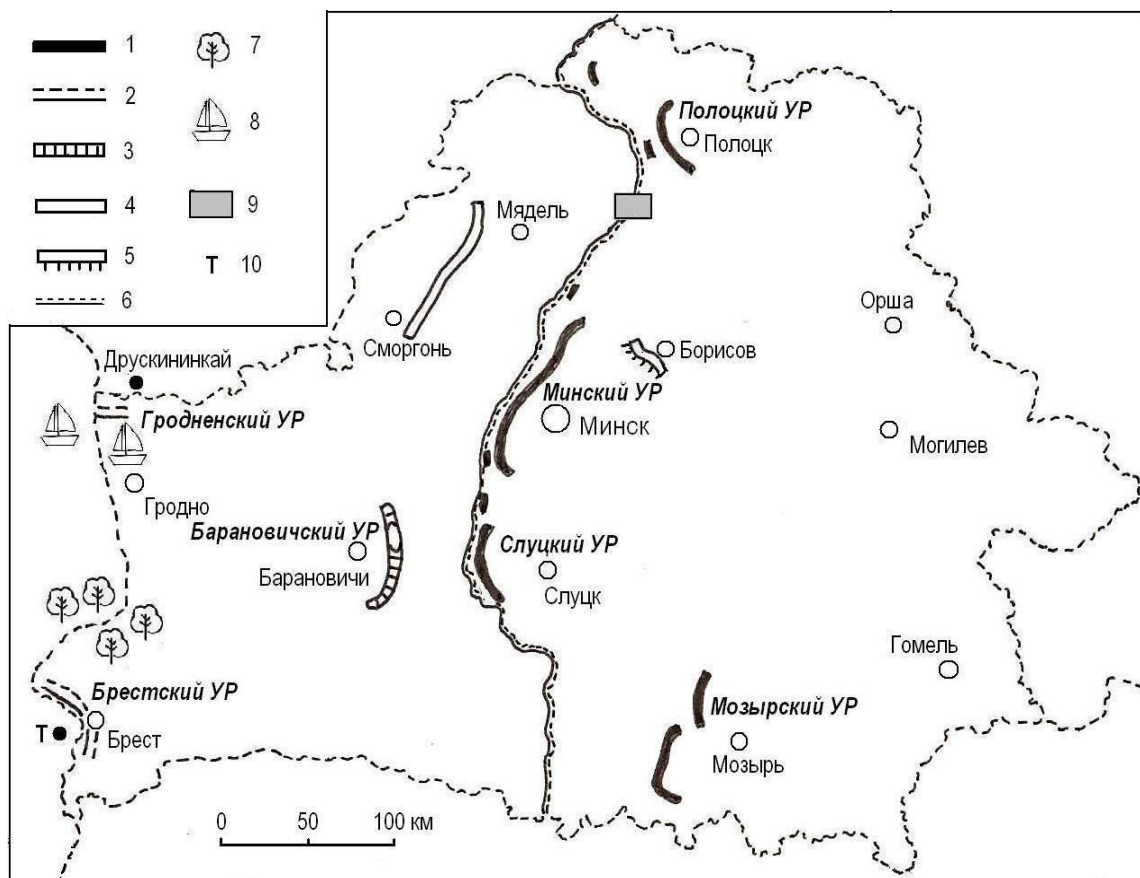 1
2
3
4
5
6
7
8
9
10
Полоцкий УР
Полоцк
Мядель
Орша
Сморгонь
Борисов
Друскининкай
Минский УР
Минск
Гродненский УР
Могилев
Гродно
Барановичский УР
Слуцкий УР
Барановичи
Слуцк
Гомель
Брестский УР
Мозырский УР
Т
Брест
Мозырь
0 50 100 км